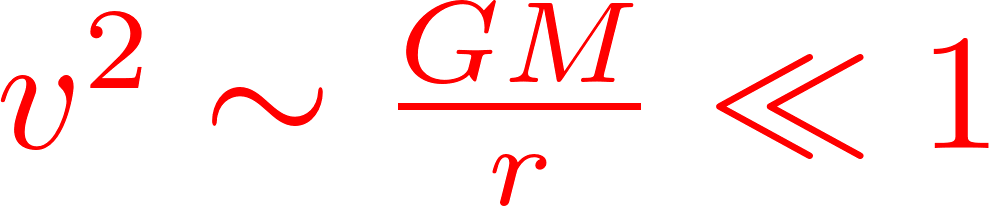 v² ∼ GM/r ≪ 1